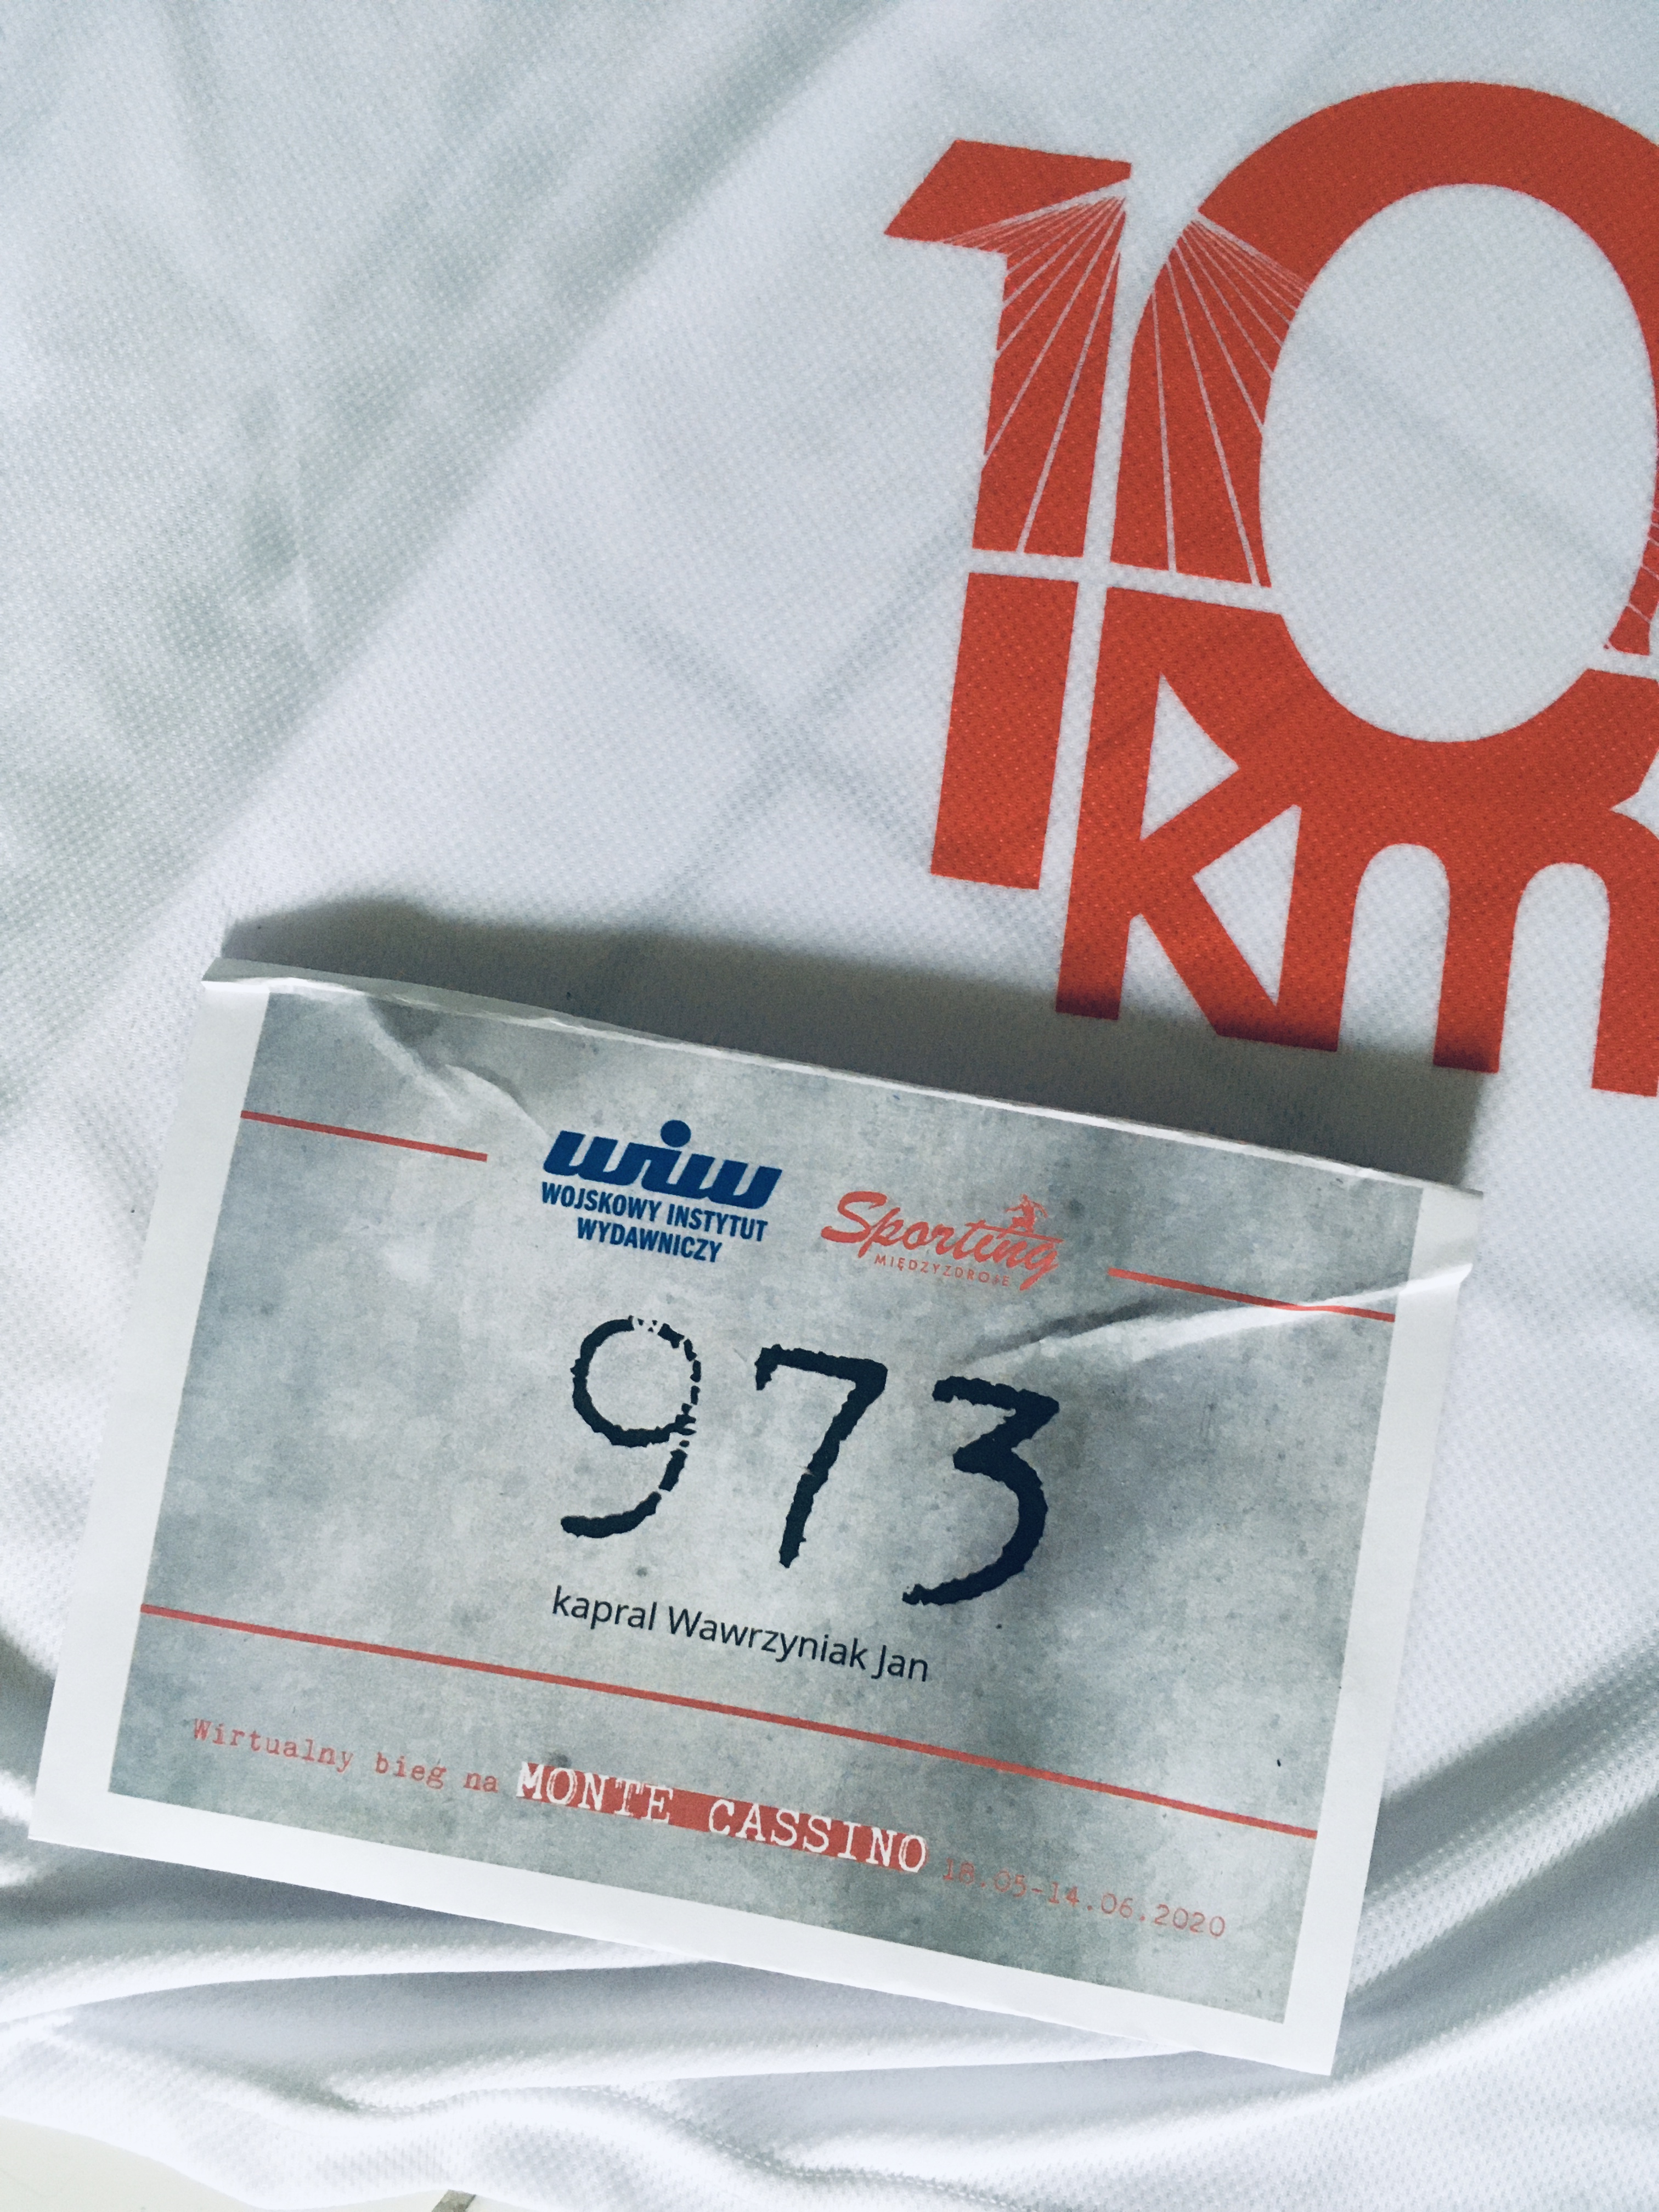 10
km
wiw
WOJSKOWY INSTYTUT
WYDAWNICZY
Sporting
MIĘDZYZDROJE
973
kapral Wawrzyniak Jan
Wirtualny bieg na MONTE CASSINO 18.05-14.06.2020